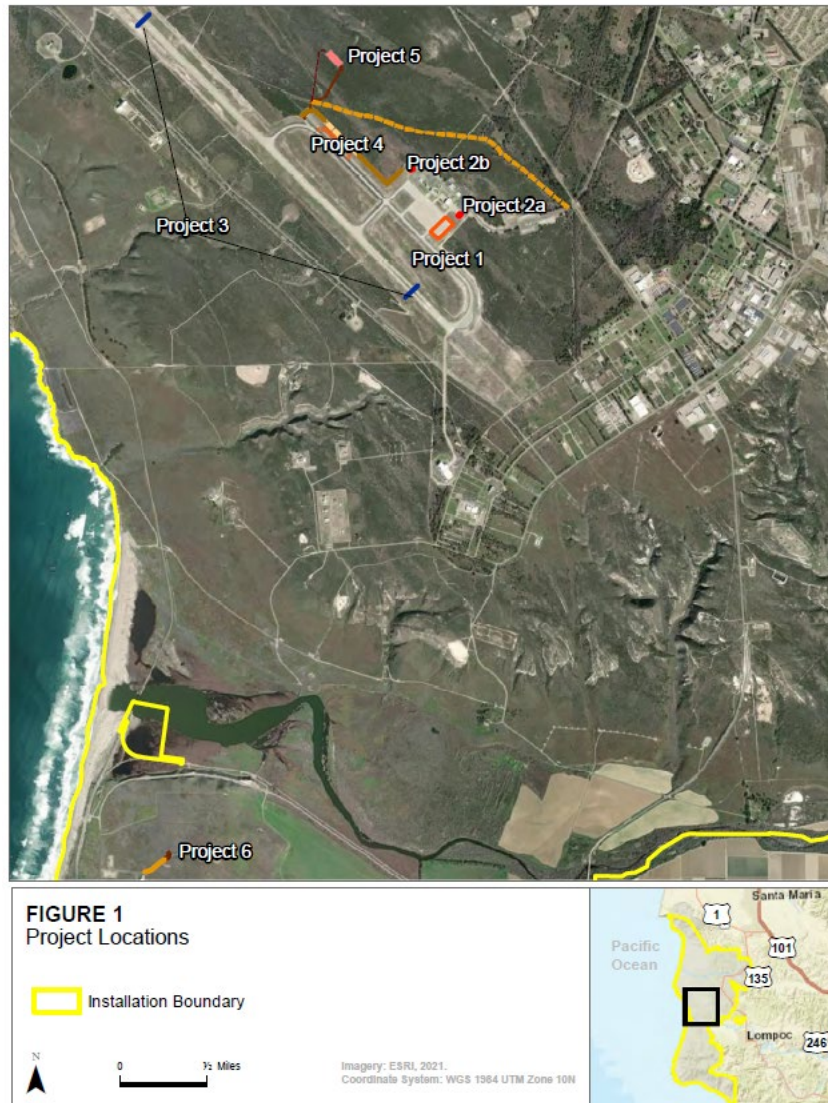 Project 5
Project 4
Project 2b
Project 2a
Project 3
Project 1
Project 6
FIGURE 1
Project Locations
Installation Boundary
N
0
½ Miles
Imagery: ESRI, 2021.
Coordinate System: WGS 1984 UTM Zone 10N
Santa Maria
1
Pacific
Ocean
101
135
Lompoc
246